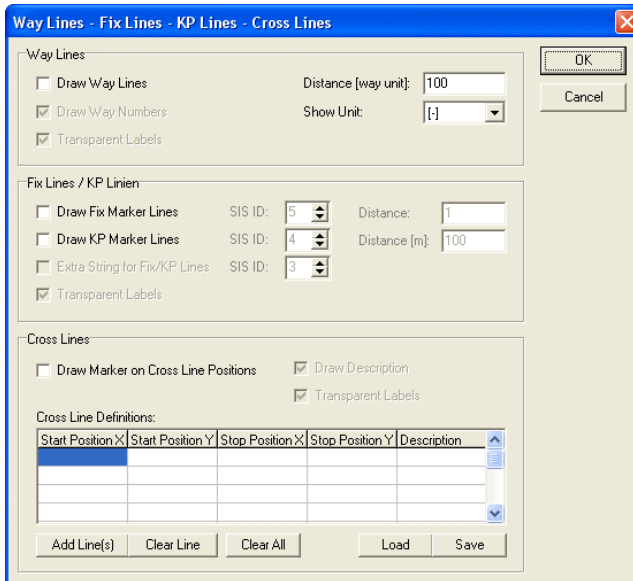 Way Lines - Fix Lines - KP Lines - Cross Lines
Way Lines
OK
Draw Way Lines Distance [way unit]: 100
Cancel
Draw Way Numbers Show Unit: [-]
Transparent Labels
Fix Lines / KP Linien
Draw Fix Marker Lines SIS ID: 5 Distance: 1
Draw KP Marker Lines SIS ID: 4 Distance [m]: 100
Extra String for Fix/KP Lines SIS ID: 3
Transparent Labels
Cross Lines
Draw Marker on Cross Line Positions Draw Description
Transparent Labels
Cross Line Definitions:
Start Position X Start Position Y Stop Position X Stop Position Y Description
Add Line(s) Clear Line Clear All Load Save